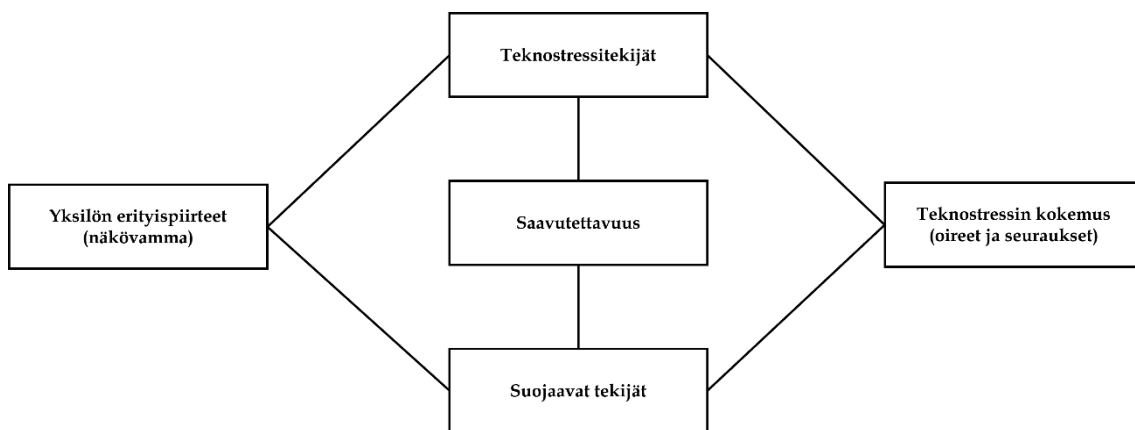 Teknostressitekijät
Yksilön erityispiirteet
(näkövamma)
Saavutettavuus
Teknostressin kokemus
(oireet ja seuraukset)
Suojaavat tekijät